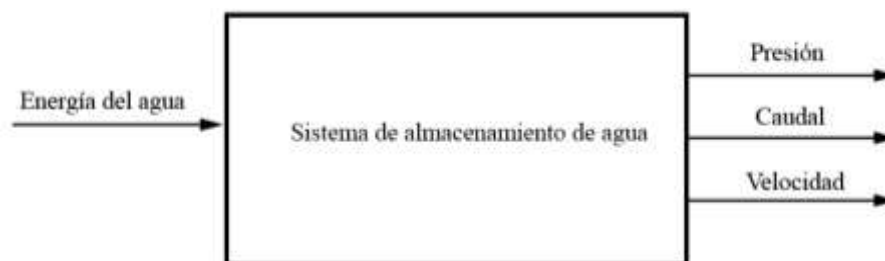 Energía del agua
Sistema de almacenamiento de agua
Presión
Caudal
Velocidad